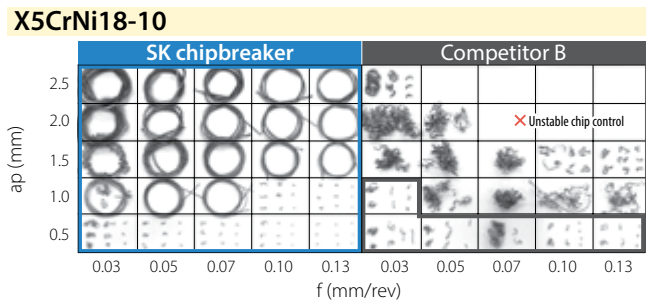 X5CrNi18-10
SK chipbreaker
Competitor B
ap (mm)
2.5
2.0
1.5
1.0
0.5
× Unstable chip control
0.03 0.05 0.07 0.10 0.13 0.03 0.05 0.07 0.10 0.13
f (mm/rev)